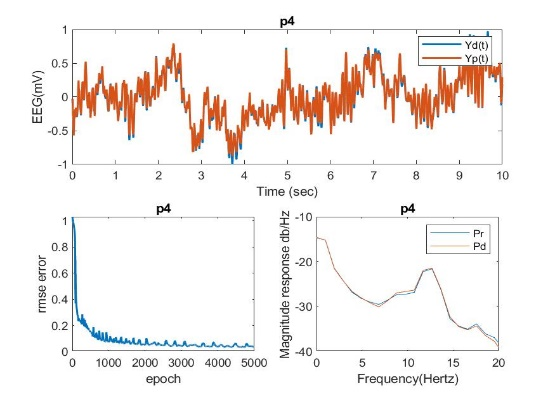 p4
Yd(t)
Yp(t)
EEG(mV)
1
0.5
0
-0.5
-1
0 1 2 3 4 5 6 7 8 9 10
Time (sec)
p4
rmse error
1
0.8
0.6
0.4
0.2
0
0 1000 2000 3000 4000 5000
epoch
p4
Pr
Pd
Magnitude response db/Hz
-10
-20
-30
-40
0 5 10 15 20
Frequency(Hertz)